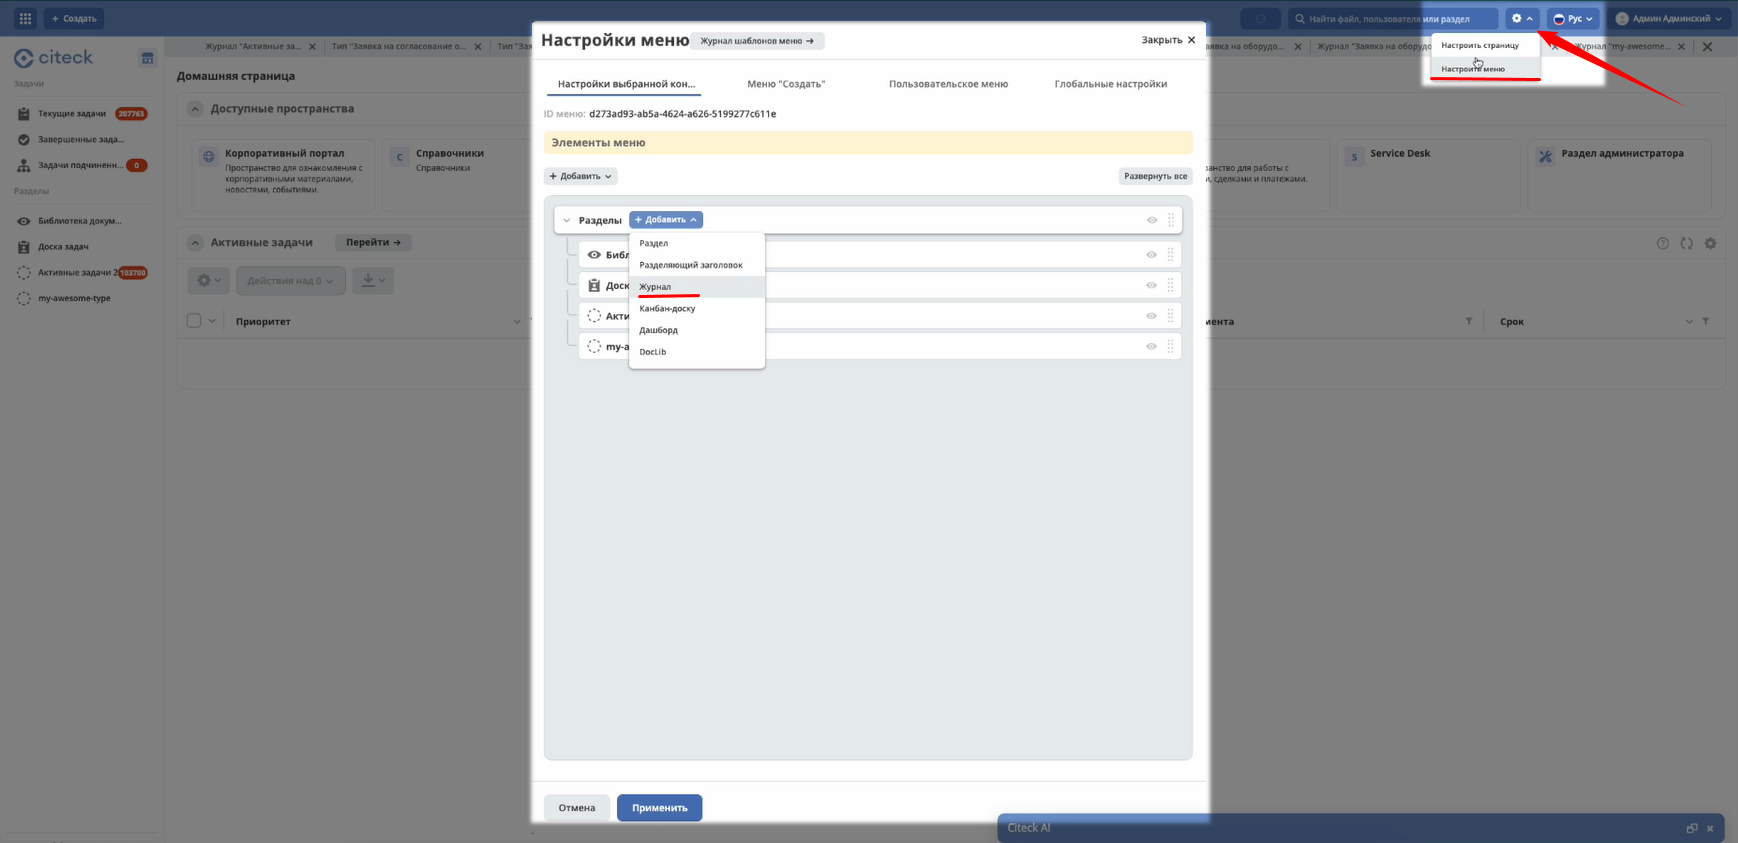 + Создать
Найти файл, пользователя или раздел
Рус
Админ Админский
citeck
Журнал "Активные за...
Тип "Заявка на согласование о...
Тип "Зая
аявка на оборудо...
Журнал "Заявка на оборудо
Журнал "my-awesome...
Настроить страницу
Настроить меню
Задачи
Текущие задачи 207763
Завершенные зада...
Задачи подчиненн... 0
Разделы
Библиотека докум...
Доска задач
Активные задачи 2 103700
my-awesome-type
Домашняя страница
Доступные пространства
Корпоративный портал
Пространство для ознакомления с
корпоративными материалами,
новостями, событиями.
C
Справочники
Справочники
анство для работы с
и, сделками и платежами.
S
Service Desk
Раздел администратора
Активные задачи
Перейти →
Действия над 0
Приоритет
мента
Срок
Настройки меню
Журнал шаблонов меню →
Закрыть ×
Настройки выбранной кон...
Меню "Создать"
Пользовательское меню
Глобальные настройки
ID меню: d273ad93-ab5a-4624-a626-5199277c611e
Элементы меню
+ Добавить
Развернуть все
Разделы
+ Добавить
Раздел
Библ
Разделяющий заголовок
Доск
Журнал
Акти
Канбан-доску
Дашборд
my-a
DocLib
Отмена
Применить
Citeck AI